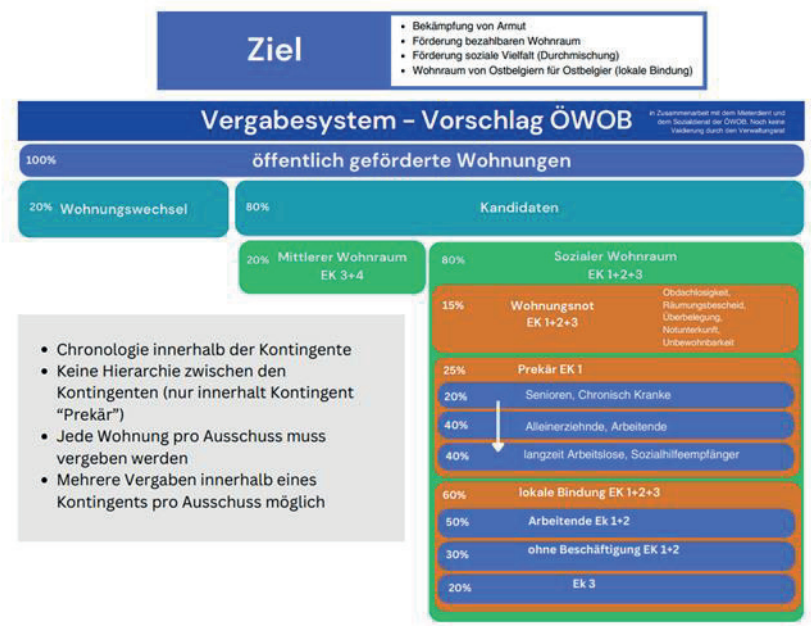 Ziel
• Bekämpfung von Armut
• Förderung bezahlbaren Wohnraum
• Förderung soziale Vielfalt (Durchmischung)
• Wohnraum von Ostbelgiern für Ostbelgier (lokale Bindung)
Vergabesystem – Vorschlag ÖWOB
in Zusammenarbeit mit dem Mieterdient und
dem Sozialdienst der ÖWOB. Noch keine
Validierung durch den Verwaltungsrat
100% öffentlich geförderte Wohnungen
20% Wohnungswechsel
80% Kandidaten
20% Mittlerer Wohnraum
EK 3+4
80% Sozialer Wohnraum
EK 1+2+3
15% Wohnungsnot
EK 1+2+3
Obdachlosigkeit,
Räumungsbescheid,
Überbelegung,
Notunterkunft,
Unbewohnbarkeit
25% Prekär EK 1
20% Senioren, Chronisch Kranke
40% Alleinerziehnde, Arbeitende
40% langzeit Arbeitslose, Sozialhilfeempfänger
60% lokale Bindung EK 1+2+3
50% Arbeitende Ek 1+2
30% ohne Beschäftigung EK 1+2
20% Ek 3
• Chronologie innerhalb der Kontingente
• Keine Hierarchie zwischen den
Kontingenten (nur innerhalt Kontingent
“Prekär”)
• Jede Wohnung pro Ausschuss muss
vergeben werden
• Mehrere Vergaben innerhalb eines
Kontingents pro Ausschuss möglich